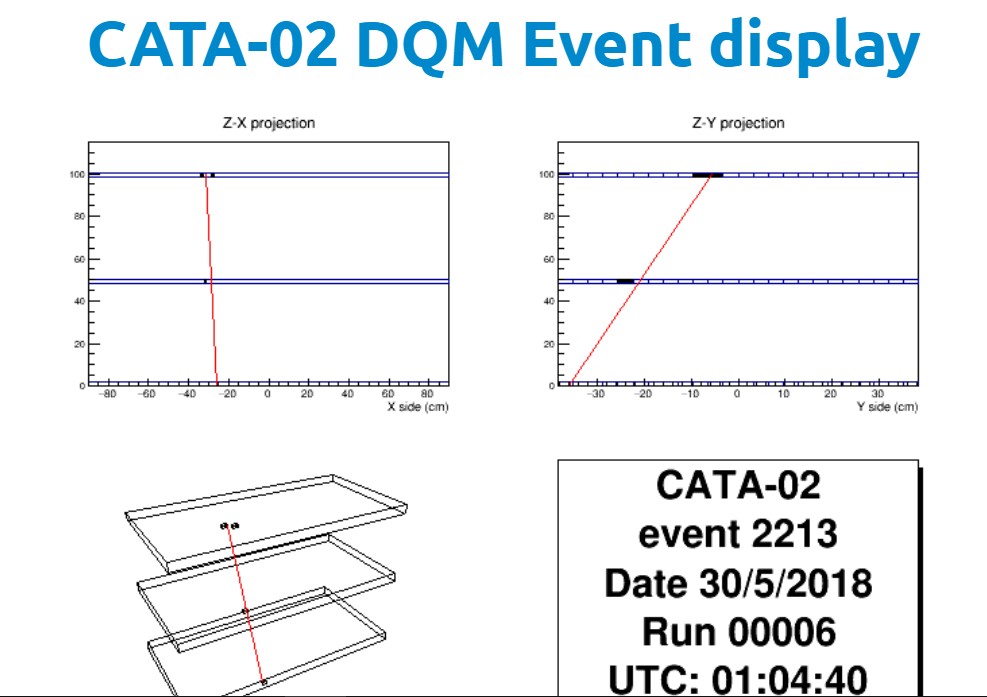 CATA-02 DQM Event display
Z-X projection
100
80
60
40
20
0
−80 −60 −40 −20 0 20 40 60 80
X side (cm)
Z-Y projection
100
80
60
40
20
0
−30 −20 −10 0 10 20 30
Y side (cm)
CATA-02
event 2213
Date 30/5/2018
Run 00006
UTC: 01:04:40